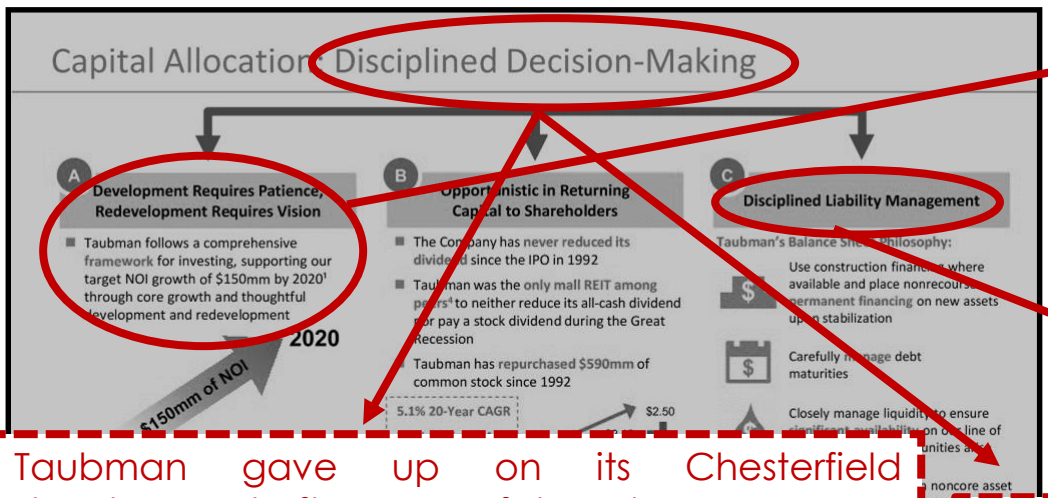 Capital Allocation: Disciplined Decision-Making
A
Development Requires Patience,
Redevelopment Requires Vision
Taubman follows a comprehensive
framework for investing, supporting our
target NOI growth of $150mm by 2020¹
through core growth and thoughtful
development and redevelopment
2020
$150mm of NOI
B
Opportunistic in Returning
Capital to Shareholders
The Company has never reduced its
dividend since the IPO in 1992
Taubman was the only mall REIT among
peers⁴ to neither reduce its all-cash dividend
nor pay a stock dividend during the Great
Recession
Taubman has repurchased $590mm of
common stock since 1992
5.1% 20-Year CAGR
$2.50
C
Disciplined Liability Management
Taubman's Balance Sheet Philosophy:
Use construction financing where
available and place nonrecourse
permanent financing on new assets
upon stabilization
Carefully manage debt
maturities
Closely manage liquidity to ensure
significant availability on our line of
noncore asset
Taubman gave up on its Chesterfield